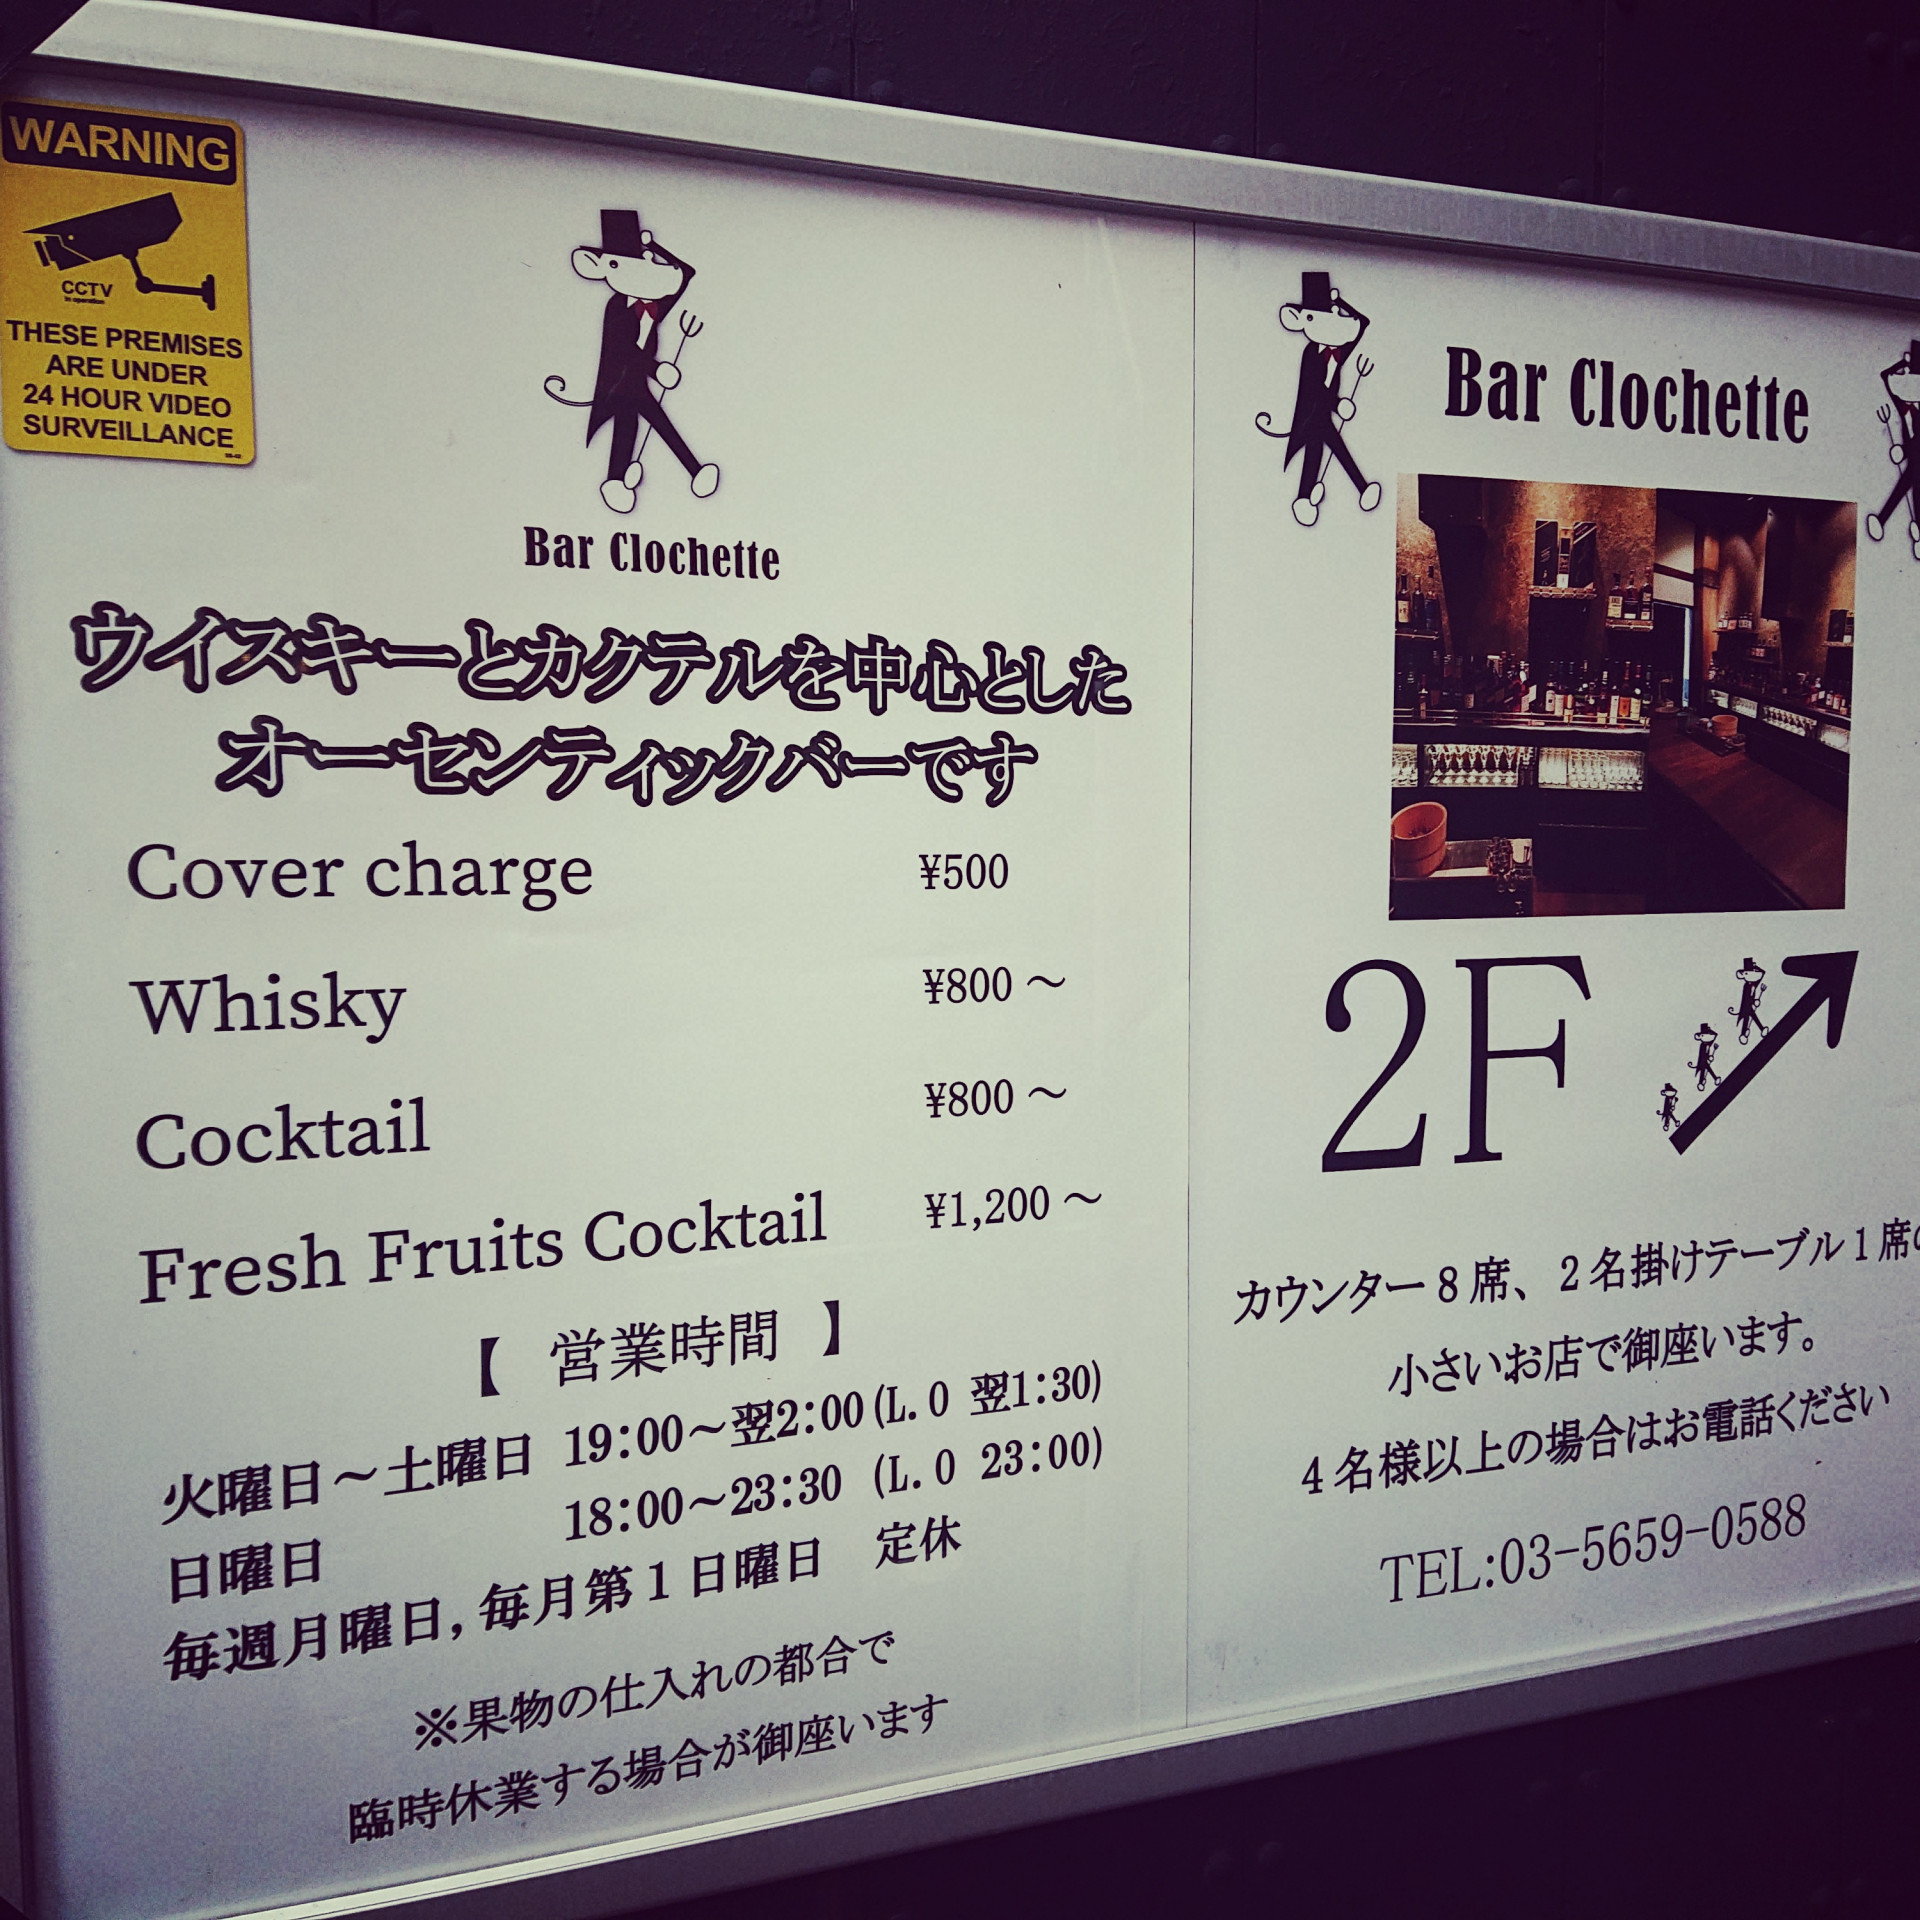 WARNING
CCTV
in operation
THESE PREMISES
ARE UNDER
24 HOUR VIDEO
SURVEILLANCE
Bar Clochette
ウイスキーとカクテルを中心とした
オーセンティックバーです
Cover charge ¥500
Whisky ¥800～
Cocktail ¥800～
Fresh Fruits Cocktail ¥1,200～
【 営業時間 】
火曜日～土曜日 19:00～翌2:00(L.O 翌1:30)
日曜日 18:00～23:30 (L.O 23:00)
毎週月曜日,毎月第1日曜日 定休
※果物の仕入れの都合で
臨時休業する場合が御座います
Bar Clochette
2F
カウンター8席、2名掛けテーブル1席の
小さいお店で御座います。
4名様以上の場合はお電話ください
TEL:03-5659-0588